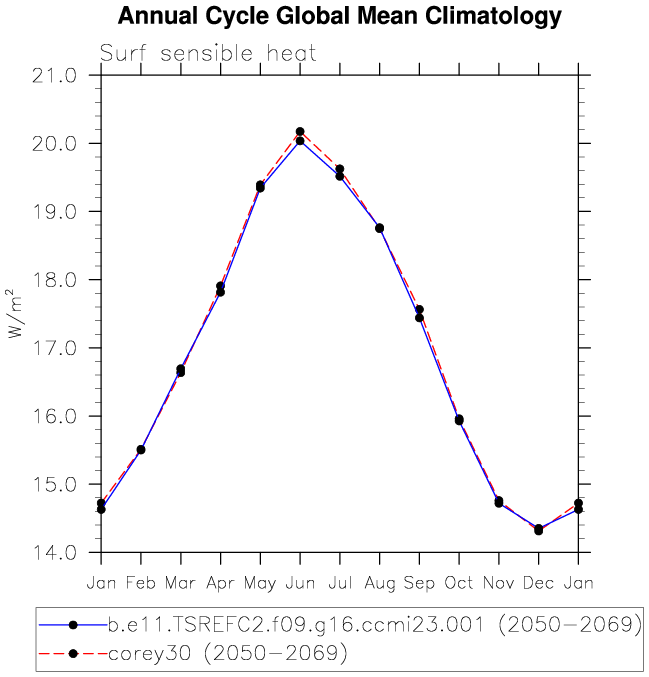 Annual Cycle Global Mean Climatology
Surf sensible heat
21.0
20.0
19.0
18.0
17.0
16.0
15.0
14.0
W/m²
Jan Feb Mar Apr May Jun Jul Aug Sep Oct Nov Dec Jan
b.e11.TSREFC2.f09.g16.ccmi23.001 (2050-2069)
corey30 (2050-2069)